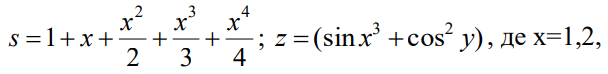 s = 1 + x + x²/2 + x³/3 + x⁴/4 ; z = (sin x³ + cos² y) , де x=1,2,